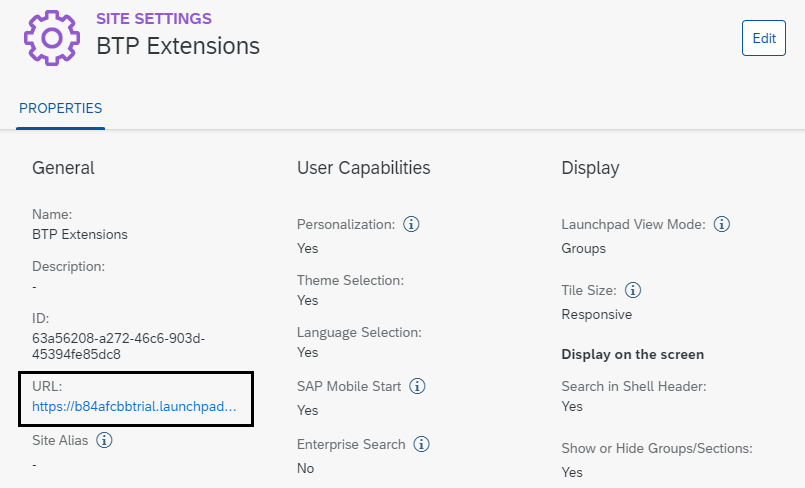 SITE SETTINGS
BTP Extensions
Edit
PROPERTIES
General
Name:
BTP Extensions
Description:
-
ID:
63a56208-a272-46c6-903d-
45394fe85dc8
URL:
https://b84afcbbtrial.launchpad...
Site Alias
-
User Capabilities
Personalization:
Yes
Theme Selection:
Yes
Language Selection:
Yes
SAP Mobile Start
Yes
Enterprise Search
No
Display
Launchpad View Mode:
Groups
Tile Size:
Responsive
Display on the screen
Search in Shell Header:
Yes
Show or Hide Groups/Sections:
Yes